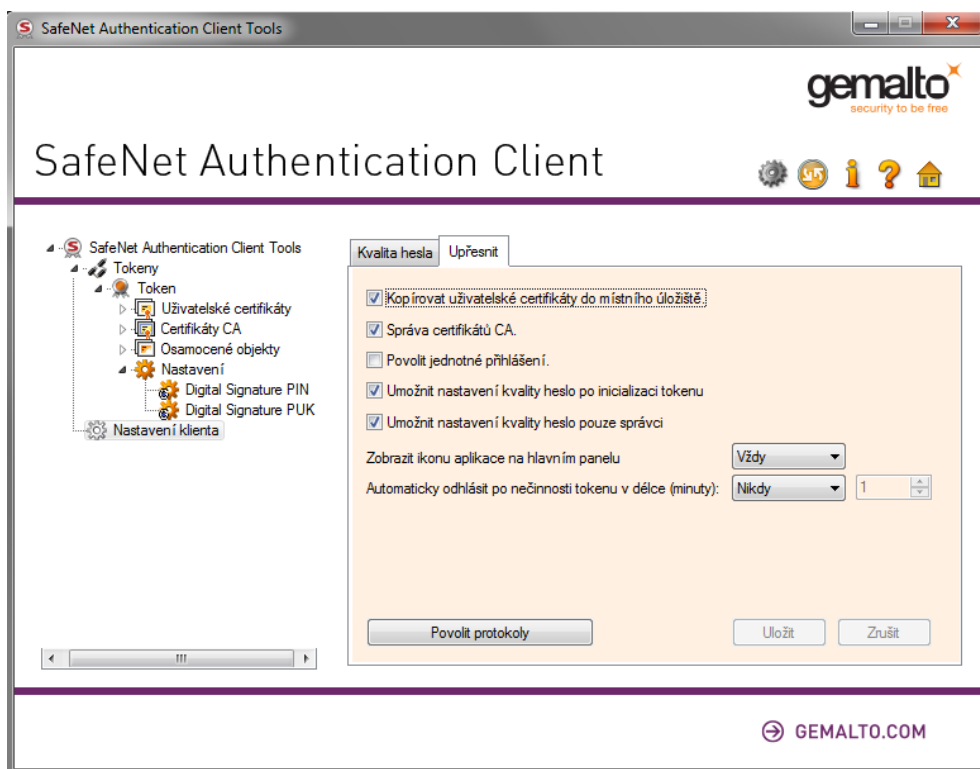 SafeNet Authentication Client Tools
gemalto
security to be free
SafeNet Authentication Client
SafeNet Authentication Client Tools
Tokeny
Token
Uživatelské certifikáty
Certifikáty CA
Osamocené objekty
Nastavení
Digital Signature PIN
Digital Signature PUK
Nastavení klienta
Kvalita hesla
Upřesnit
Kopírovat uživatelské certifikáty do místního úložiště.
Správa certifikátů CA.
Povolit jednotné přihlášení.
Umožnit nastavení kvality heslo po inicializaci tokenu
Umožnit nastavení kvality heslo pouze správci
Zobrazit ikonu aplikace na hlavním panelu
Vždy
Automaticky odhlásit po nečinnosti tokenu v délce (minuty):
Nikdy
1
Povolit protokoly
Uložit
Zrušit
GEMALTO.COM